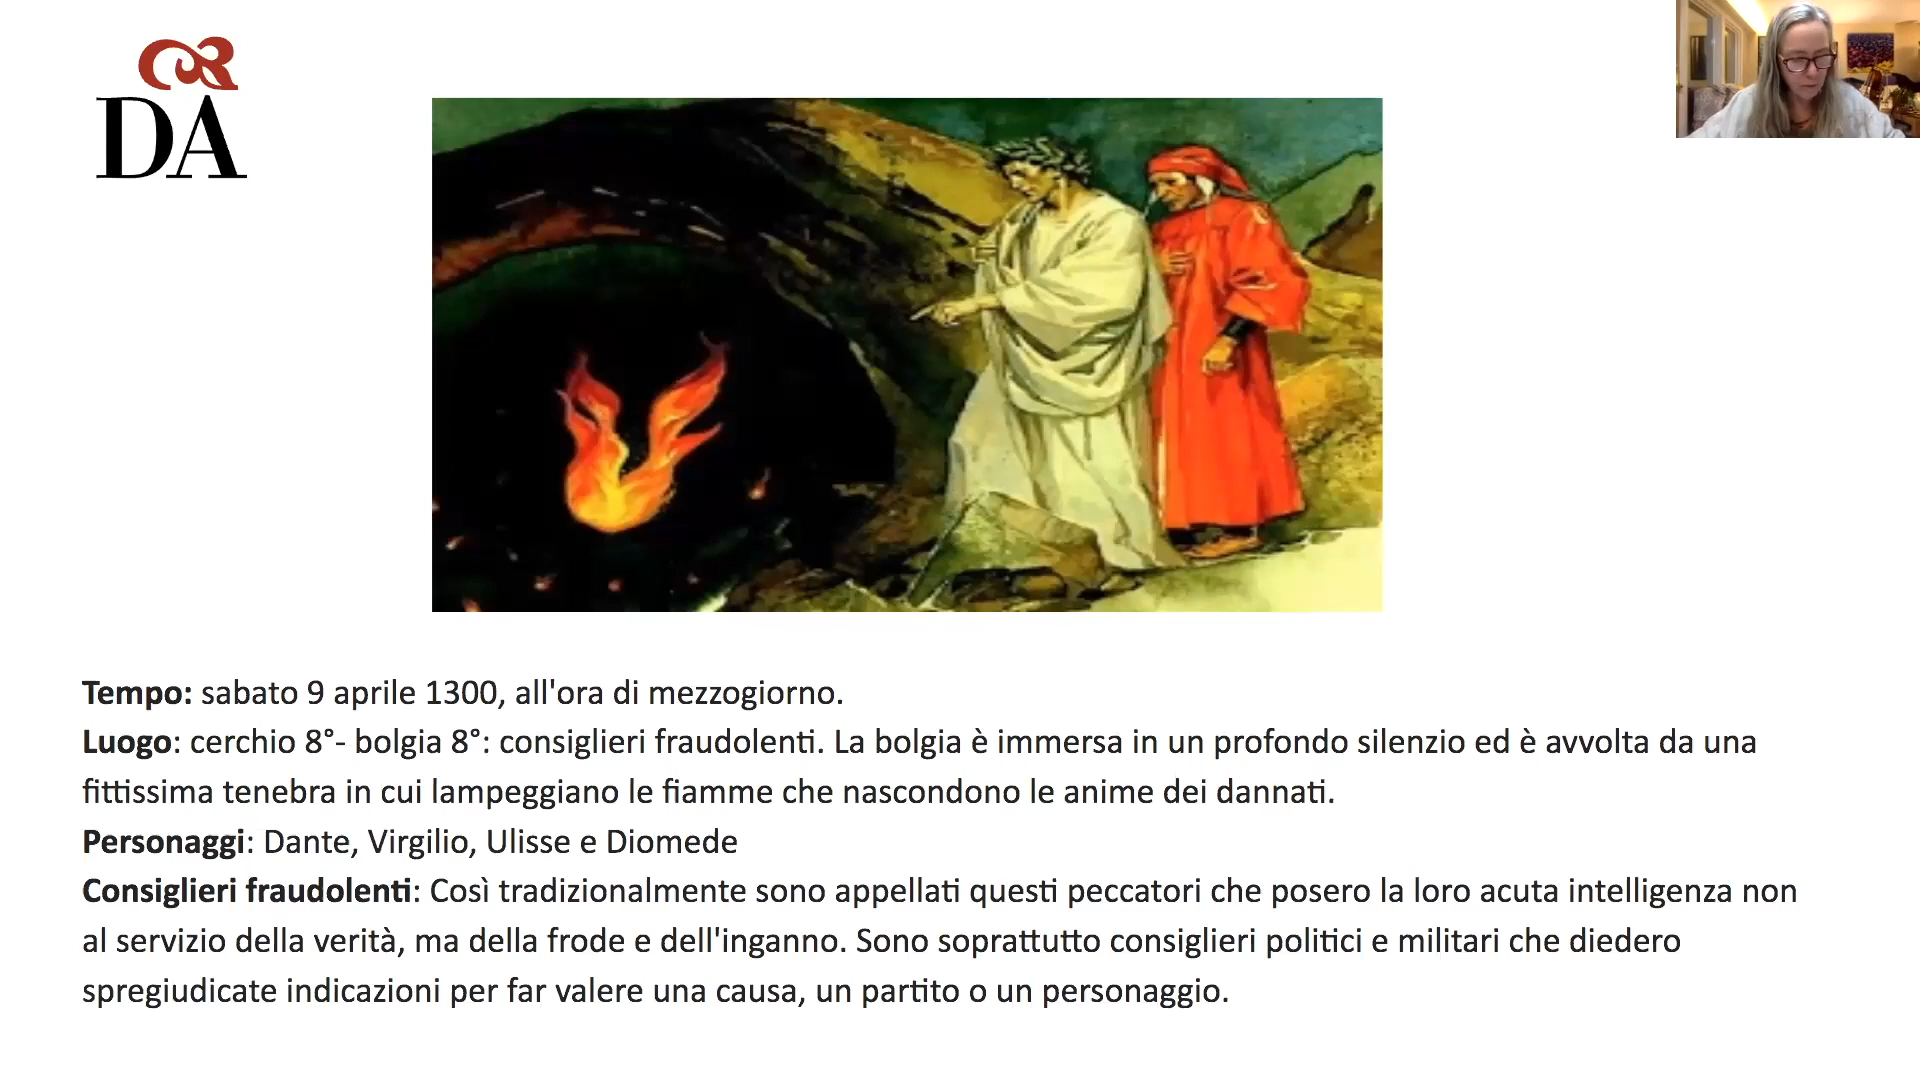 DA
Tempo: sabato 9 aprile 1300, all'ora di mezzogiorno.
Luogo: cerchio 8°- bolgia 8°: consiglieri fraudolenti. La bolgia è immersa in un profondo silenzio ed è avvolta da una
fittissima tenebra in cui lampeggiano le fiamme che nascondono le anime dei dannati.
Personaggi: Dante, Virgilio, Ulisse e Diomede
Consiglieri fraudolenti: Così tradizionalmente sono appellati questi peccatori che posero la loro acuta intelligenza non
al servizio della verità, ma della frode e dell'inganno. Sono soprattutto consiglieri politici e militari che diedero
spregiudicate indicazioni per far valere una causa, un partito o un personaggio.